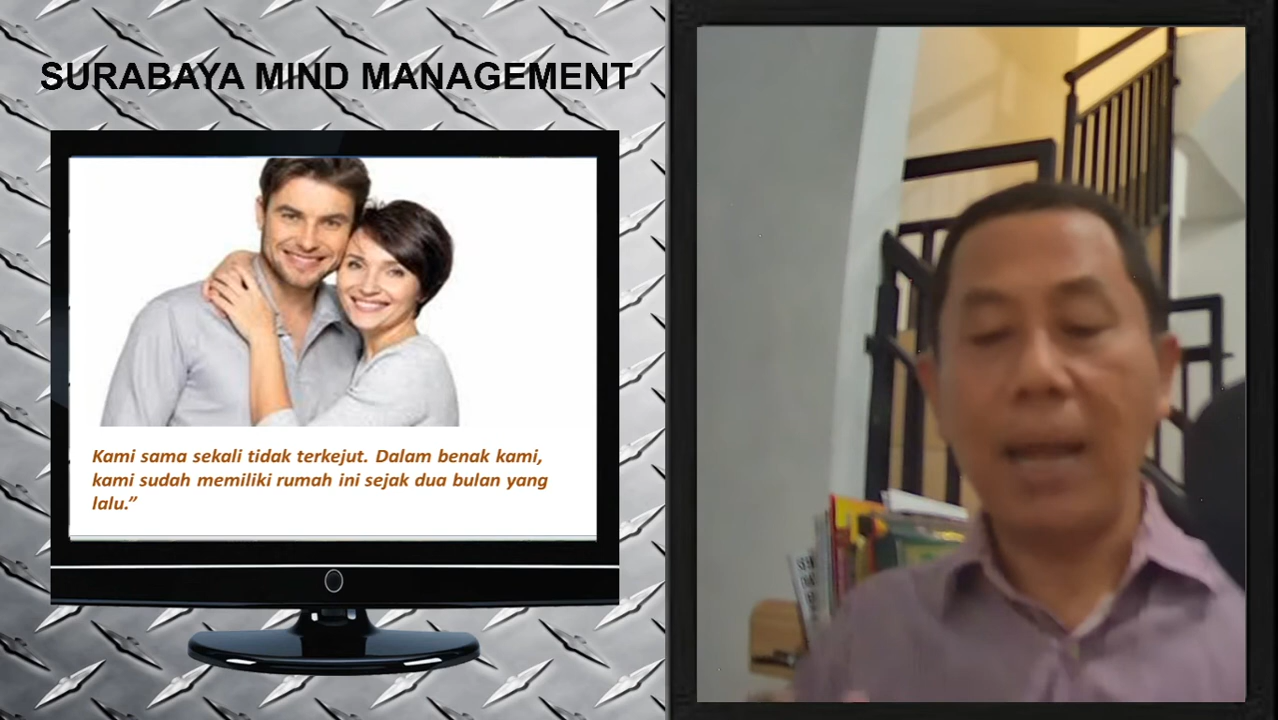 SURABAYA MIND MANAGEMENT
Kami sama sekali tidak terkejut. Dalam benak kami,
kami sudah memiliki rumah ini sejak dua bulan yang
lalu.”